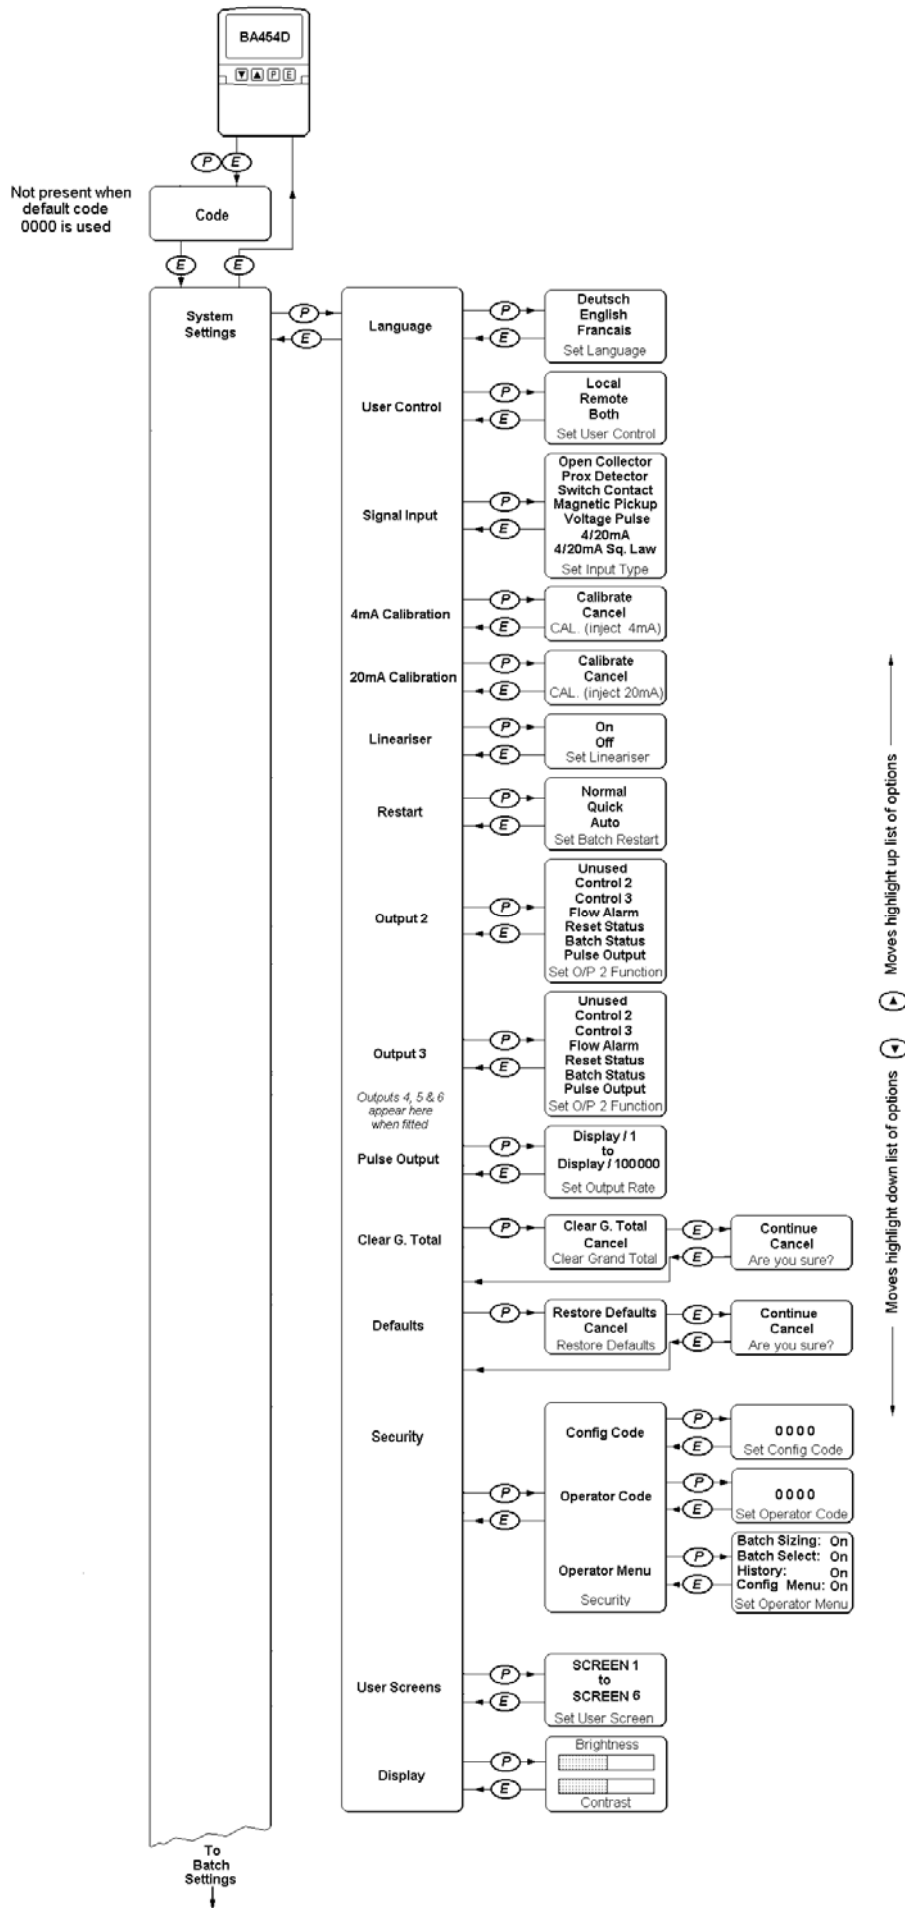 BA454D
▼ ▲ P E
P E
Not present when
default code
0000 is used
Code
E E
System
Settings
P
E
Language
P
E
Deutsch
English
Francais
Set Language
User Control
P
E
Local
Remote
Both
Set User Control
Signal Input
P
E
Open Collector
Prox Detector
Switch Contact
Magnetic Pickup
Voltage Pulse
4/20mA
4/20mA Sq. Law
Set Input Type
4mA Calibration
P
E
Calibrate
Cancel
CAL. (inject 4mA)
20mA Calibration
P
E
Calibrate
Cancel
CAL. (inject 20mA)
Lineariser
P
E
On
Off
Set Lineariser
Restart
P
E
Normal
Quick
Auto
Set Batch Restart
Output 2
P
E
Unused
Control 2
Control 3
Flow Alarm
Reset Status
Batch Status
Pulse Output
Set O/P 2 Function
Output 3
P
E
Unused
Control 2
Control 3
Flow Alarm
Reset Status
Batch Status
Pulse Output
Set O/P 2 Function
Outputs 4, 5 & 6
appear here
when fitted
Pulse Output
P
E
Display / 1
to
Display / 100000
Set Output Rate
Clear G. Total
P
Clear G. Total
Cancel
Clear Grand Total
E
E
Continue
Cancel
Are you sure?
Defaults
P
Restore Defaults
Cancel
Restore Defaults
E
E
Continue
Cancel
Are you sure?
Security
P
E
Config Code
P
E
0000
Set Config Code
Operator Code
P
E
0000
Set Operator Code
Operator Menu
Security
P
E
Batch Sizing: On
Batch Select: On
History: On
Config Menu: On
Set Operator Menu
User Screens
P
E
SCREEN 1
to
SCREEN 6
Set User Screen
Display
P
E
Brightness
Contrast
To
Batch
Settings
Moves highlight up list of options
Moves highlight down list of options